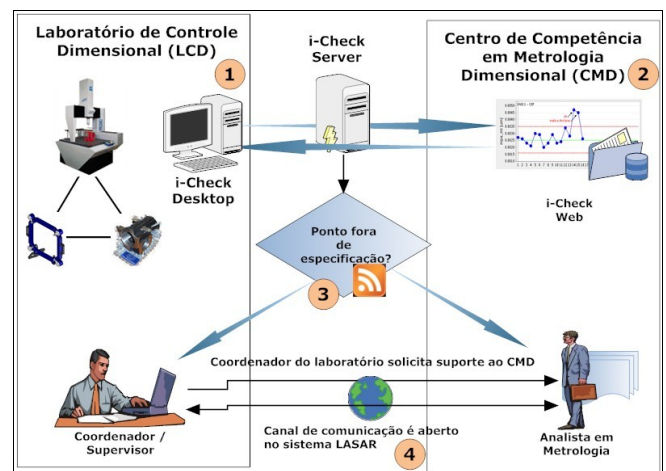 Laboratório de Controle
Dimensional (LCD)
1
i-Check
Desktop
i-Check
Server
Centro de Competência
em Metrologia
Dimensional (CMD)
2
i-Check
Web
Ponto fora
de
especificação?
3
Coordenador do laboratório solicita suporte ao CMD
Canal de comunicação é aberto
no sistema LASAR
4
Coordenador /
Supervisor
Analista em
Metrologia